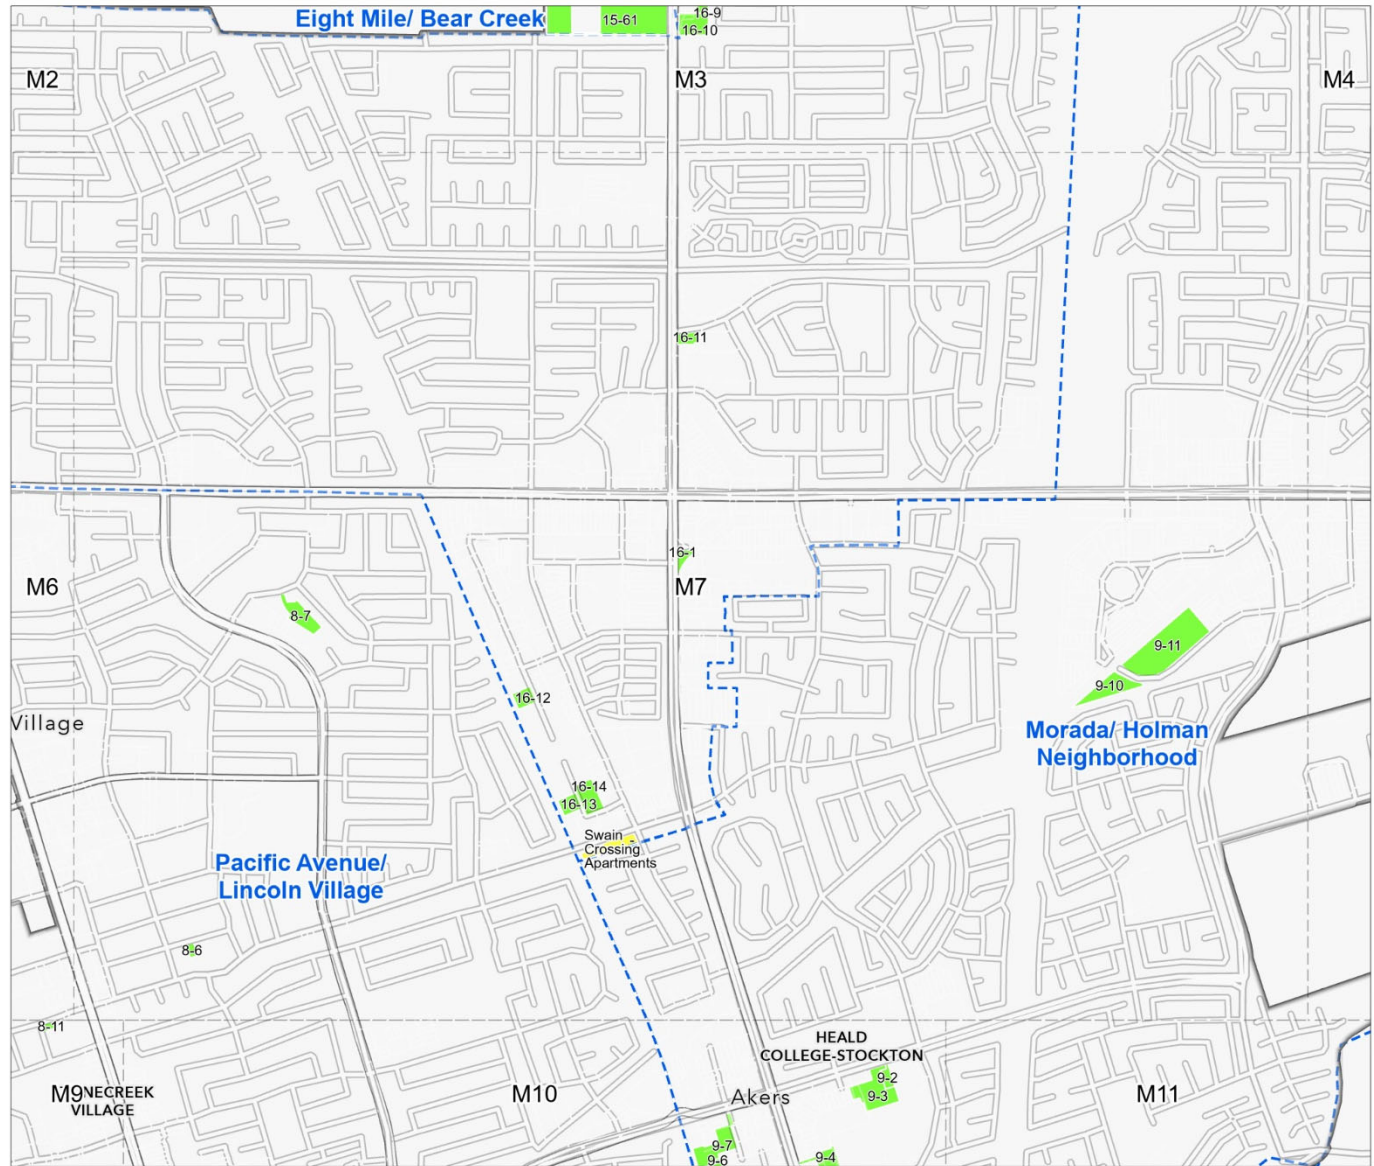 Eight Mile/ Bear Creek
15-61
16-9
16-10
M2
M3
M4
16-11
16-1
M6
M7
8-7
9-11
9-10
16-12
Village
Morada/ Holman
Neighborhood
16-14
16-13
Swain
Crossing
Apartments
Pacific Avenue/
Lincoln Village
8-6
8-11
HEALD
COLLEGE-STOCKTON
9-2
9-3
M9
NECREEK
VILLAGE
M10
Akers
M11
9-7
9-6
9-4